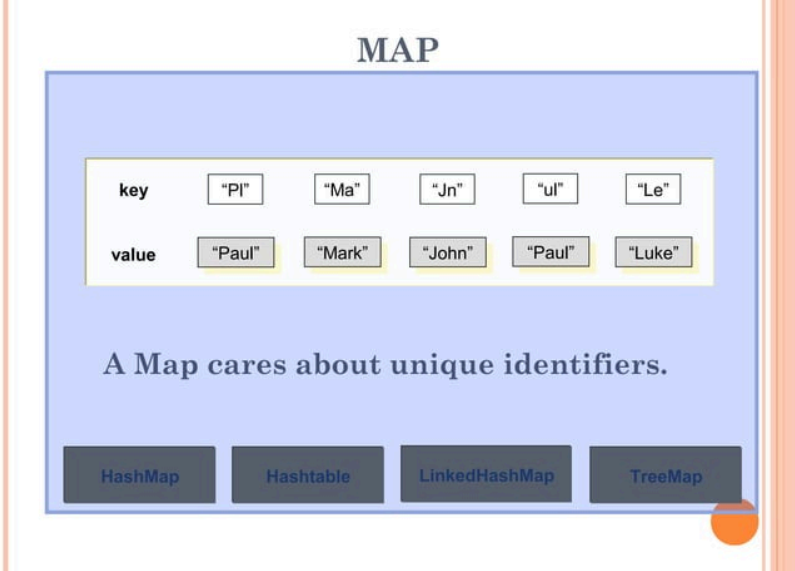 MAP
key “Pl” “Ma” “Jn” “ul” “Le”
value “Paul” “Mark” “John” “Paul” “Luke”
A Map cares about unique identifiers.
HashMap Hashtable LinkedHashMap TreeMap